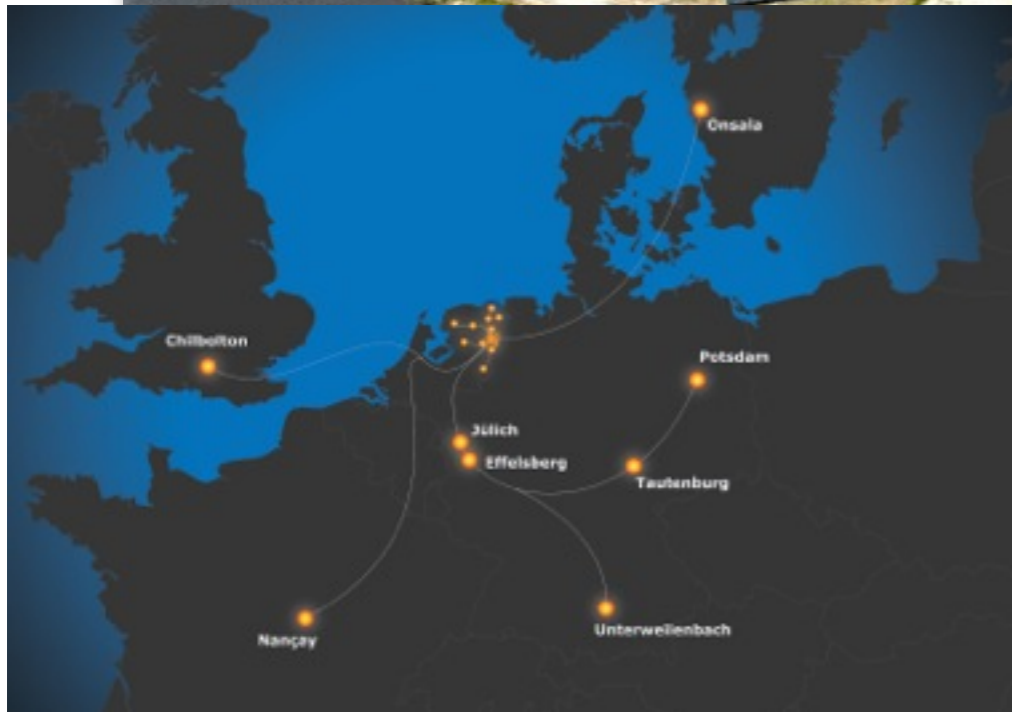 Onsala
Chilbolton
Potsdam
Jülich
Effelsberg
Tautenburg
Unterweilenbach
Nançay